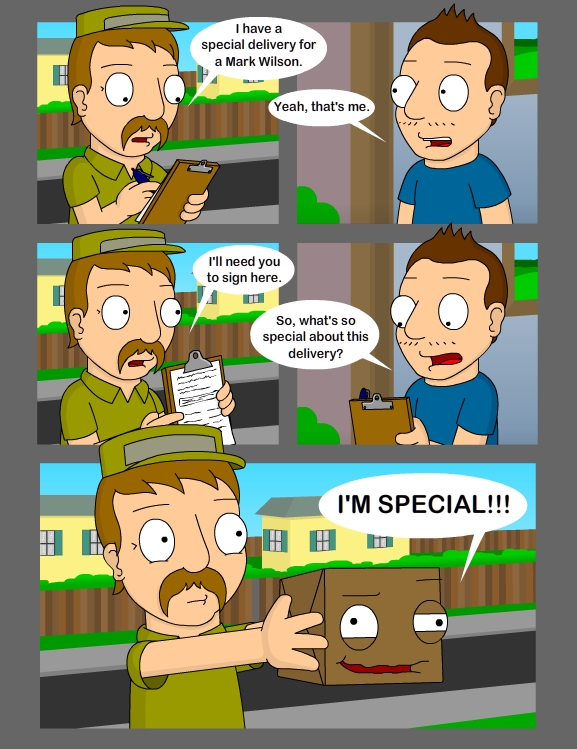 I have a
special delivery for
a Mark Wilson.
Yeah, that's me.
I'll need you
to sign here.
So, what's so
special about this
delivery?
I'M SPECIAL!!!